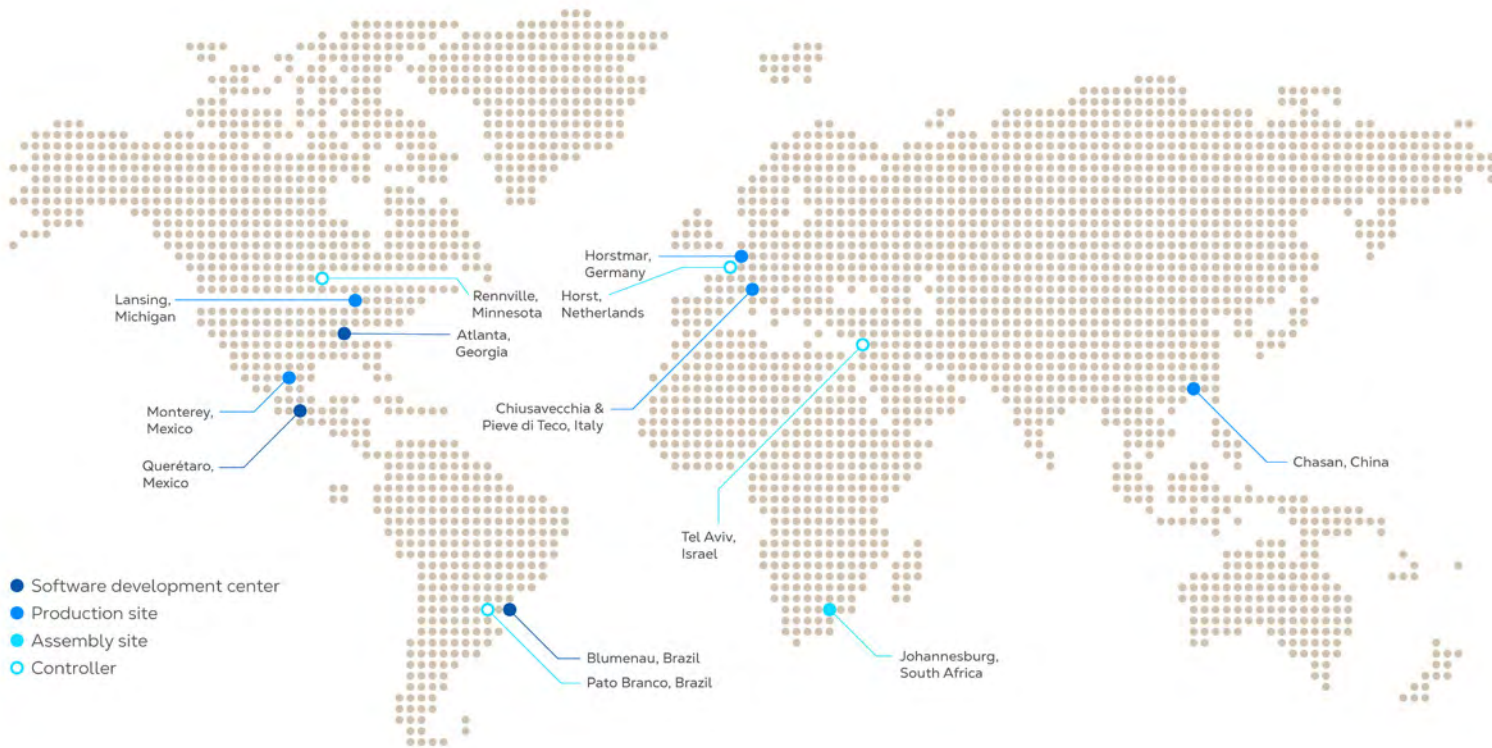 Horstmar,
Germany
Horst,
Netherlands
Lansing,
Michigan
Rennville,
Minnesota
Atlanta,
Georgia
Monterey,
Mexico
Chiusavecchia &
Pieve di Teco, Italy
Querétaro,
Mexico
Chasan, China
Tel Aviv,
Israel
Software development center
Production site
Assembly site
Controller
Blumenau, Brazil
Pato Branco, Brazil
Johannesburg,
South Africa